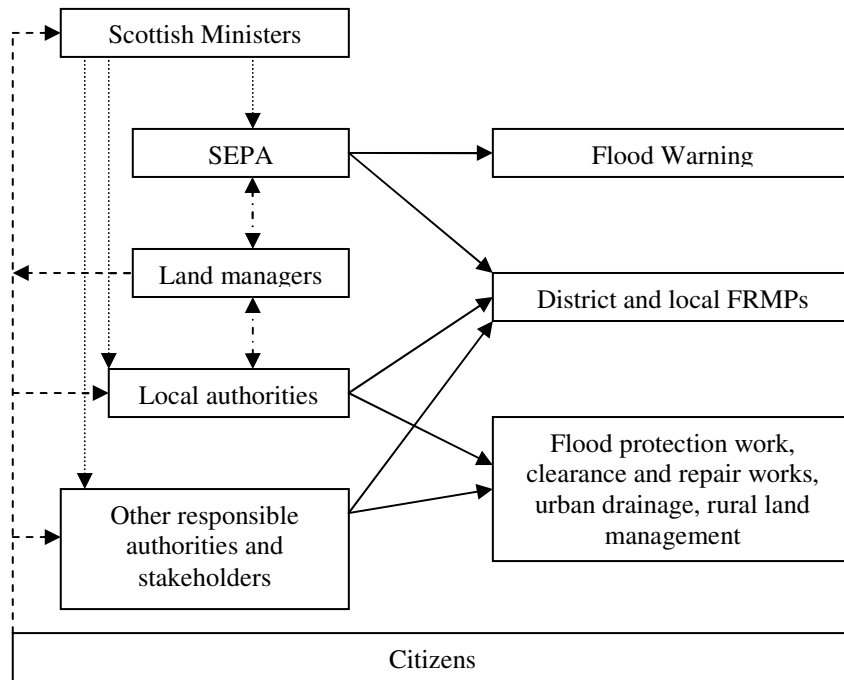 Scottish Ministers
SEPA
Flood Warning
Land managers
District and local FRMPs
Local authorities
Flood protection work,
clearance and repair works,
urban drainage, rural land
management
Other responsible
authorities and
stakeholders
Citizens